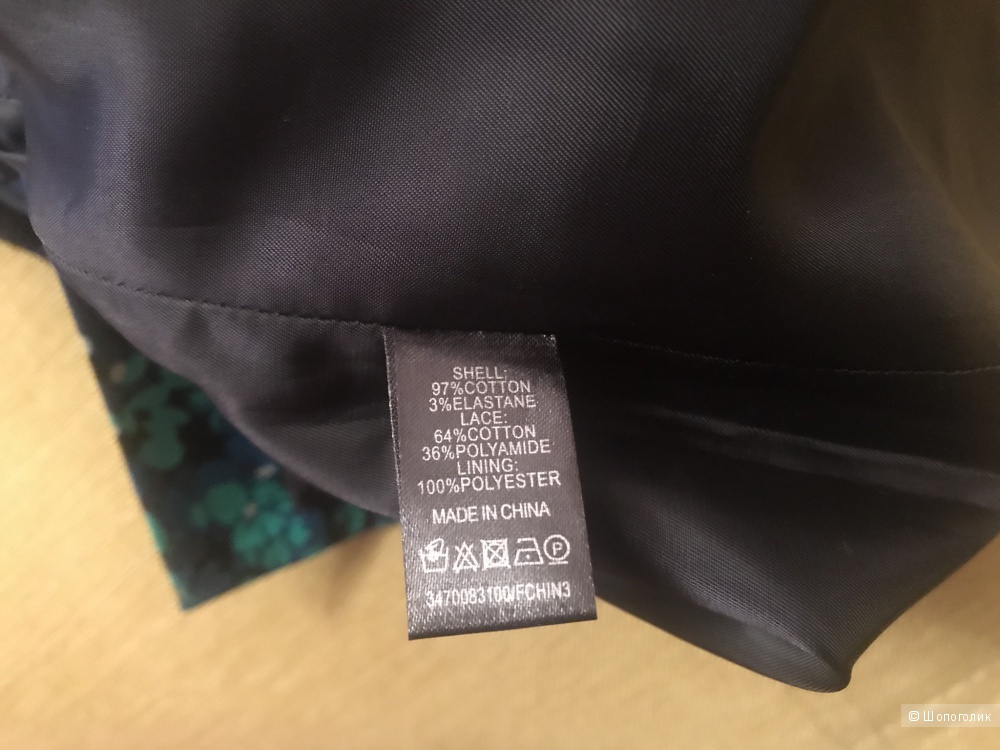 SHELL:
97%COTTON
3%ELASTANE
LACE:
64%COTTON
36%POLYAMIDE
LINING:
100%POLYESTER
MADE IN CHINA
P
3470083100/FCHIN3
© Шопоголик